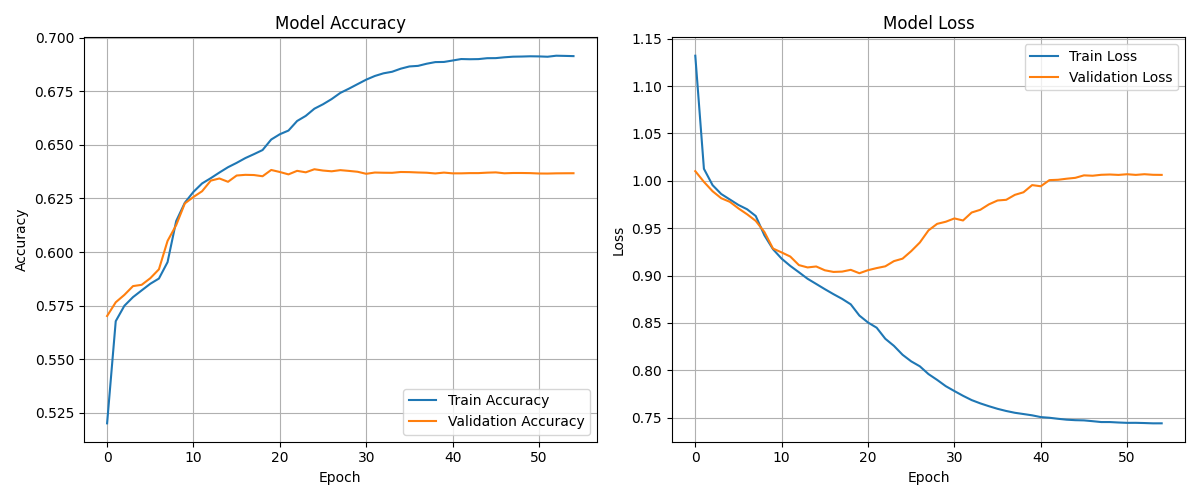 Model Accuracy
0.700
0.675
0.650
0.625
0.600
0.575
0.550
0.525
Accuracy
Train Accuracy
Validation Accuracy
0 10 20 30 40 50
Epoch
Model Loss
1.15
1.10
1.05
1.00
0.95
0.90
0.85
0.80
0.75
Loss
Train Loss
Validation Loss
0 10 20 30 40 50
Epoch